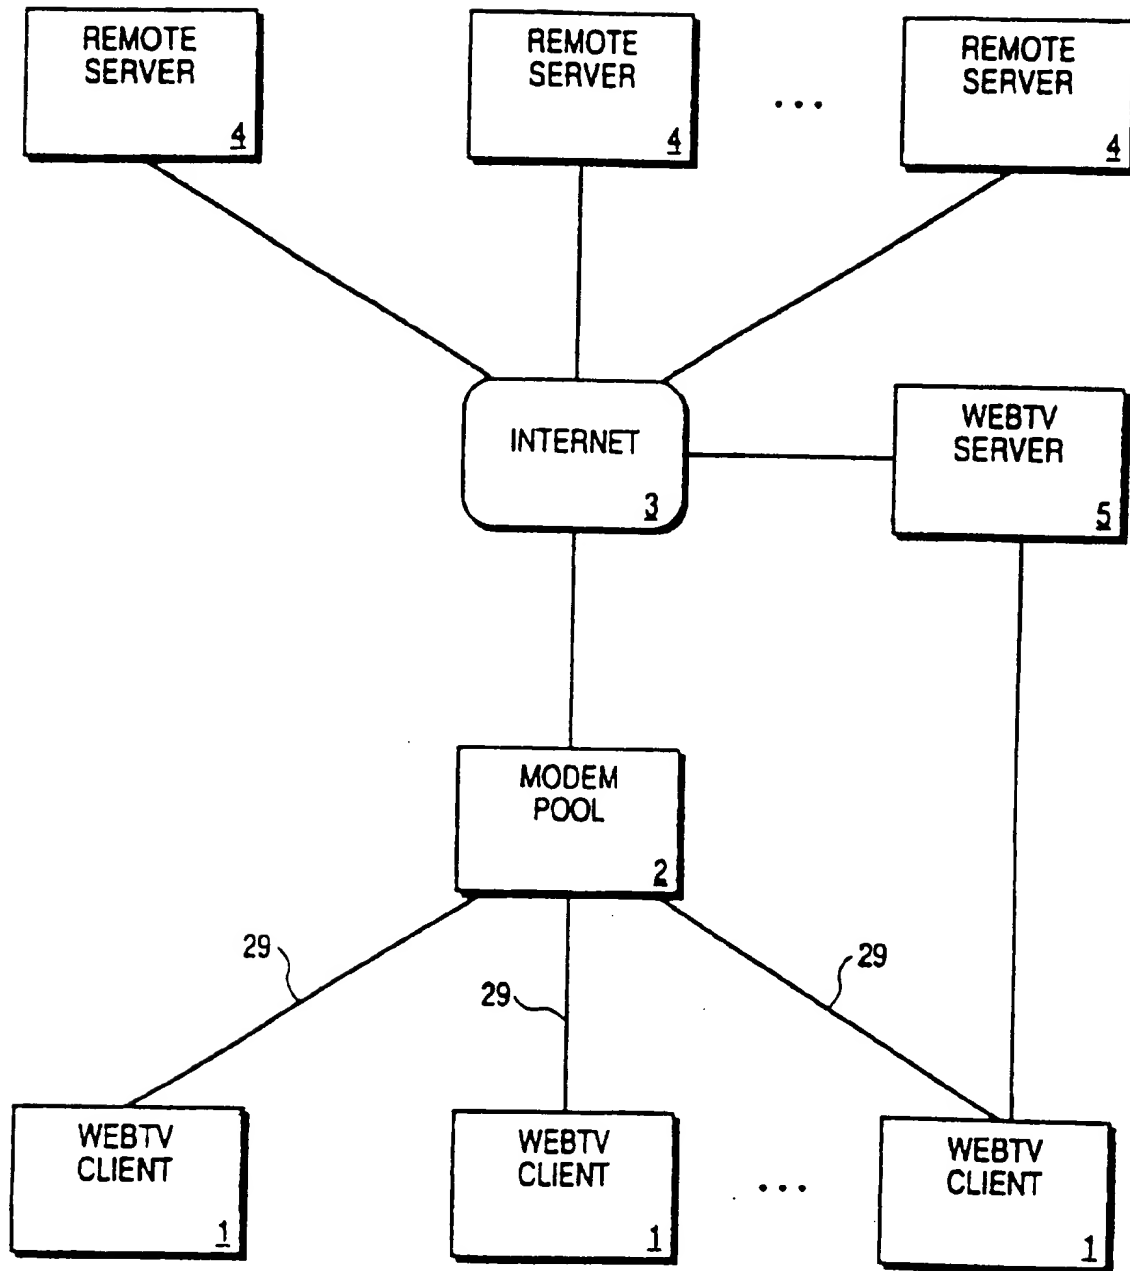 REMOTE
SERVER
4
REMOTE
SERVER
4
...
REMOTE
SERVER
4
INTERNET
3
WEBTV
SERVER
5
MODEM
POOL
2
29
29
29
WEBTV
CLIENT
1
WEBTV
CLIENT
1
...
WEBTV
CLIENT
1